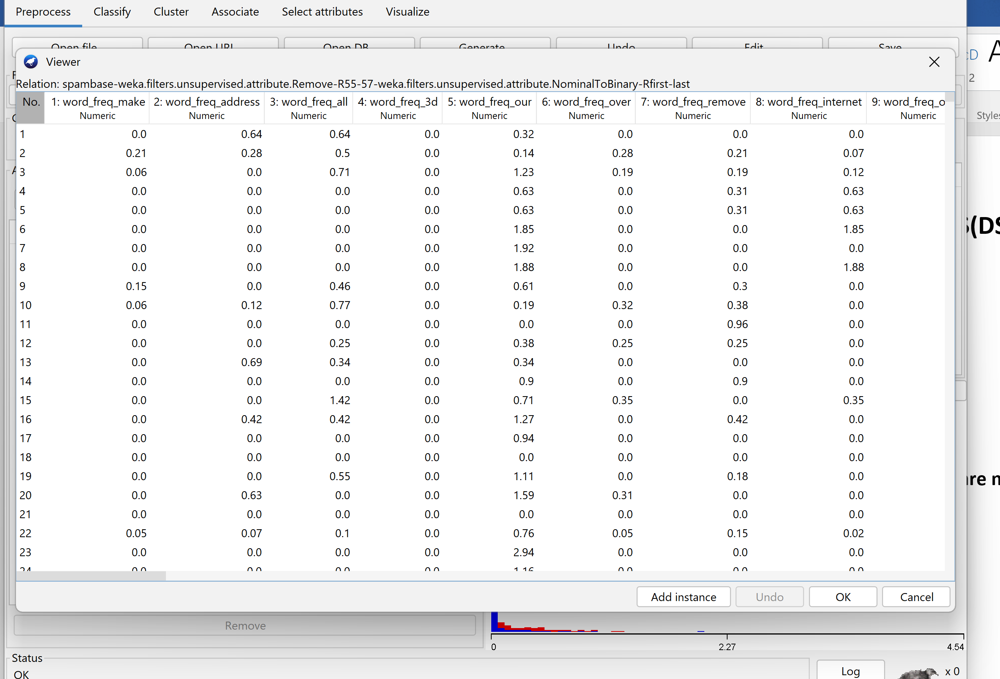 Preprocess Classify Cluster Associate Select attributes Visualize
Open file Open URL Open DB Generate Undo Edit Save
Viewer
2
Relation: spambase-weka.filters.unsupervised.attribute.Remove-R55-57-weka.filters.unsupervised.attribute.NominalToBinary-Rfirst-last
No. 1: word_freq_make 2: word_freq_address 3: word_freq_all 4: word_freq_3d 5: word_freq_our 6: word_freq_over 7: word_freq_remove 8: word_freq_internet 9: word_freq_o
Numeric Numeric Numeric Numeric Numeric Numeric Numeric Numeric Numeric
Styles
1 0.0 0.64 0.64 0.0 0.32 0.0 0.0 0.0
2 0.21 0.28 0.5 0.0 0.14 0.28 0.21 0.07
3 0.06 0.0 0.71 0.0 1.23 0.19 0.19 0.12
4 0.0 0.0 0.0 0.0 0.63 0.0 0.31 0.63
5 0.0 0.0 0.0 0.0 0.63 0.0 0.31 0.63
6 0.0 0.0 0.0 0.0 1.85 0.0 0.0 1.85
7 0.0 0.0 0.0 0.0 1.92 0.0 0.0 0.0
8 0.0 0.0 0.0 0.0 1.88 0.0 0.0 1.88
9 0.15 0.0 0.46 0.0 0.61 0.0 0.3 0.0
10 0.06 0.12 0.77 0.0 0.19 0.32 0.38 0.0
11 0.0 0.0 0.0 0.0 0.0 0.0 0.96 0.0
12 0.0 0.0 0.25 0.0 0.38 0.25 0.25 0.0
13 0.0 0.69 0.34 0.0 0.34 0.0 0.0 0.0
14 0.0 0.0 0.0 0.0 0.9 0.0 0.9 0.0
15 0.0 0.0 1.42 0.0 0.71 0.35 0.0 0.35
16 0.0 0.42 0.42 0.0 1.27 0.0 0.42 0.0
17 0.0 0.0 0.0 0.0 0.94 0.0 0.0 0.0
18 0.0 0.0 0.0 0.0 0.0 0.0 0.0 0.0
19 0.0 0.0 0.55 0.0 1.11 0.0 0.18 0.0
20 0.0 0.63 0.0 0.0 1.59 0.31 0.0 0.0
21 0.0 0.0 0.0 0.0 0.0 0.0 0.0 0.0
22 0.05 0.07 0.1 0.0 0.76 0.05 0.15 0.02
23 0.0 0.0 0.0 0.0 2.94 0.0 0.0 0.0
24 0.0 0.0 0.0 0.0 1.16 0.0 0.0 0.0
Add instance Undo OK Cancel
Remove
0 2.27 4.54
Status
OK
Log x 0